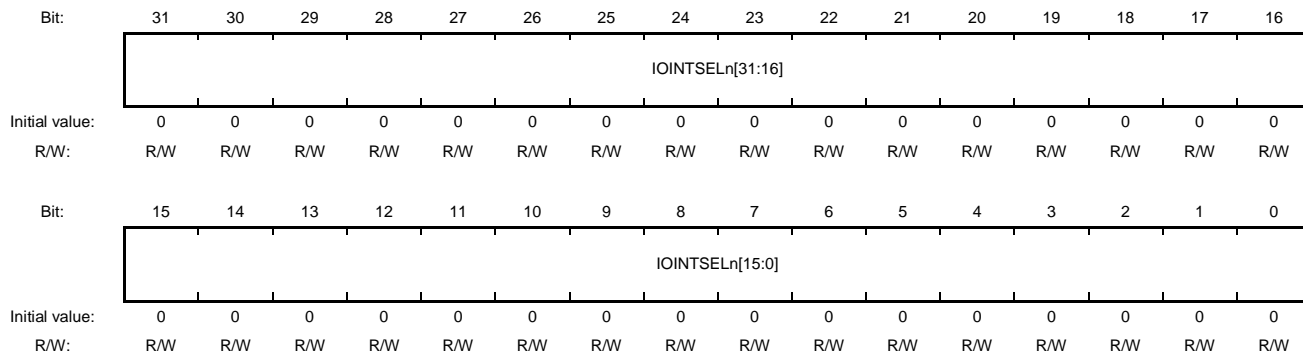 Bit: 31 30 29 28 27 26 25 24 23 22 21 20 19 18 17 16
IOINTSELn[31:16]
Initial value: 0 0 0 0 0 0 0 0 0 0 0 0 0 0 0 0
R/W: R/W R/W R/W R/W R/W R/W R/W R/W R/W R/W R/W R/W R/W R/W R/W R/W
Bit: 15 14 13 12 11 10 9 8 7 6 5 4 3 2 1 0
IOINTSELn[15:0]
Initial value: 0 0 0 0 0 0 0 0 0 0 0 0 0 0 0 0
R/W: R/W R/W R/W R/W R/W R/W R/W R/W R/W R/W R/W R/W R/W R/W R/W R/W